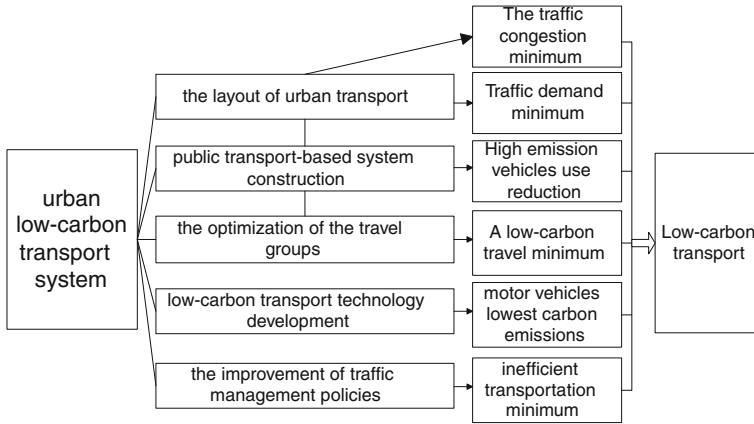 urban
low-carbon
transport
system
the layout of urban transport
public transport-based system
construction
the optimization of the travel
groups
low-carbon transport technology
development
the improvement of traffic
management policies
The traffic
congestion
minimum
Traffic demand
minimum
High emission
vehicles use
reduction
A low-carbon
travel minimum
motor vehicles
lowest carbon
emissions
inefficient
transportation
minimum
Low-carbon
transport